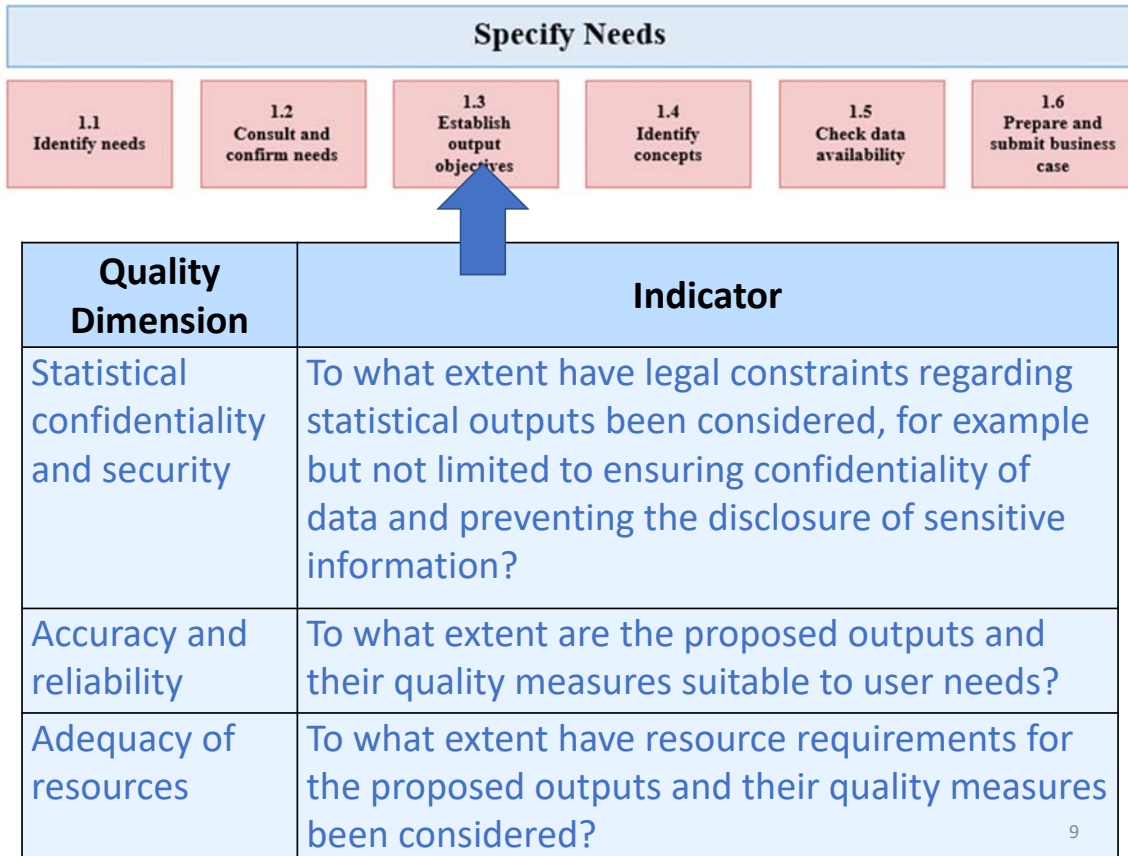 Specify Needs
1.1
Identify needs
1.2
Consult and
confirm needs
1.3
Establish
output
objectives
1.4
Identify
concepts
1.5
Check data
availability
1.6
Prepare and
submit business
case
Quality
Dimension
Indicator
Statistical
confidentiality
and security
To what extent have legal constraints regarding
statistical outputs been considered, for example
but not limited to ensuring confidentiality of
data and preventing the disclosure of sensitive
information?
Accuracy and
reliability
To what extent are the proposed outputs and
their quality measures suitable to user needs?
Adequacy of
resources
To what extent have resource requirements for
the proposed outputs and their quality measures
been considered?
9